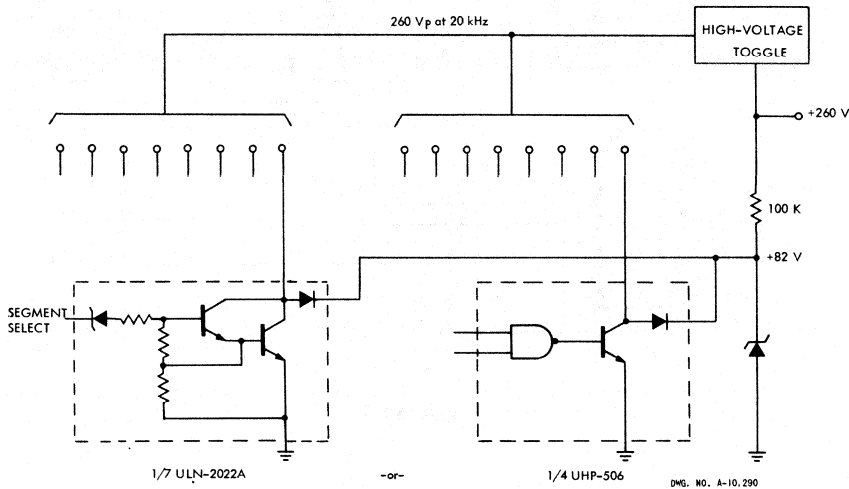 260 Vp at 20 kHz
HIGH-VOLTAGE
TOGGLE
+260 V
100 K
+82 V
SEGMENT
SELECT
1/7 ULN-2022A
-or-
1/4 UHP-506
DWG. NO. A-10,290